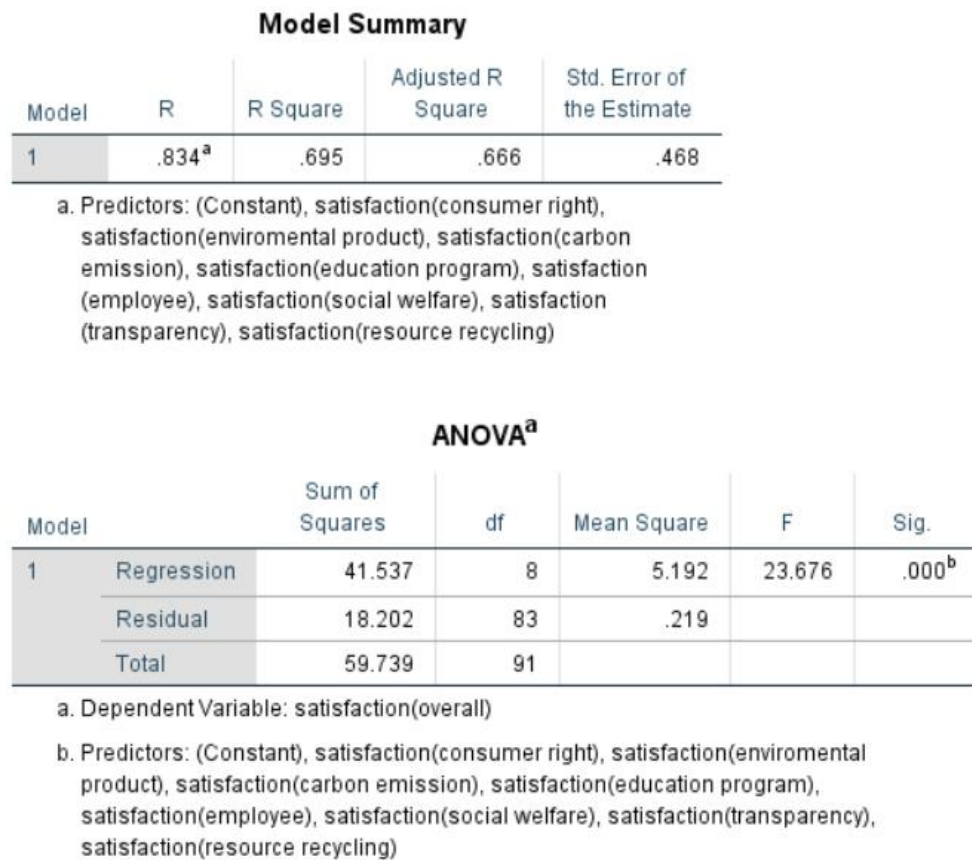 Model Summary
Model R R Square Adjusted R Square Std. Error of the Estimate
1 .834a .695 .666 .468
a. Predictors: (Constant), satisfaction(consumer right),
satisfaction(enviromental product), satisfaction(carbon
emission), satisfaction(education program), satisfaction
(employee), satisfaction(social welfare), satisfaction
(transparency), satisfaction(resource recycling)
ANOVAa
Model Sum of Squares df Mean Square F Sig.
1 Regression 41.537 8 5.192 23.676 .000b
Residual 18.202 83 .219
Total 59.739 91
a. Dependent Variable: satisfaction(overall)
b. Predictors: (Constant), satisfaction(consumer right), satisfaction(enviromental
product), satisfaction(carbon emission), satisfaction(education program),
satisfaction(employee), satisfaction(social welfare), satisfaction(transparency),
satisfaction(resource recycling)